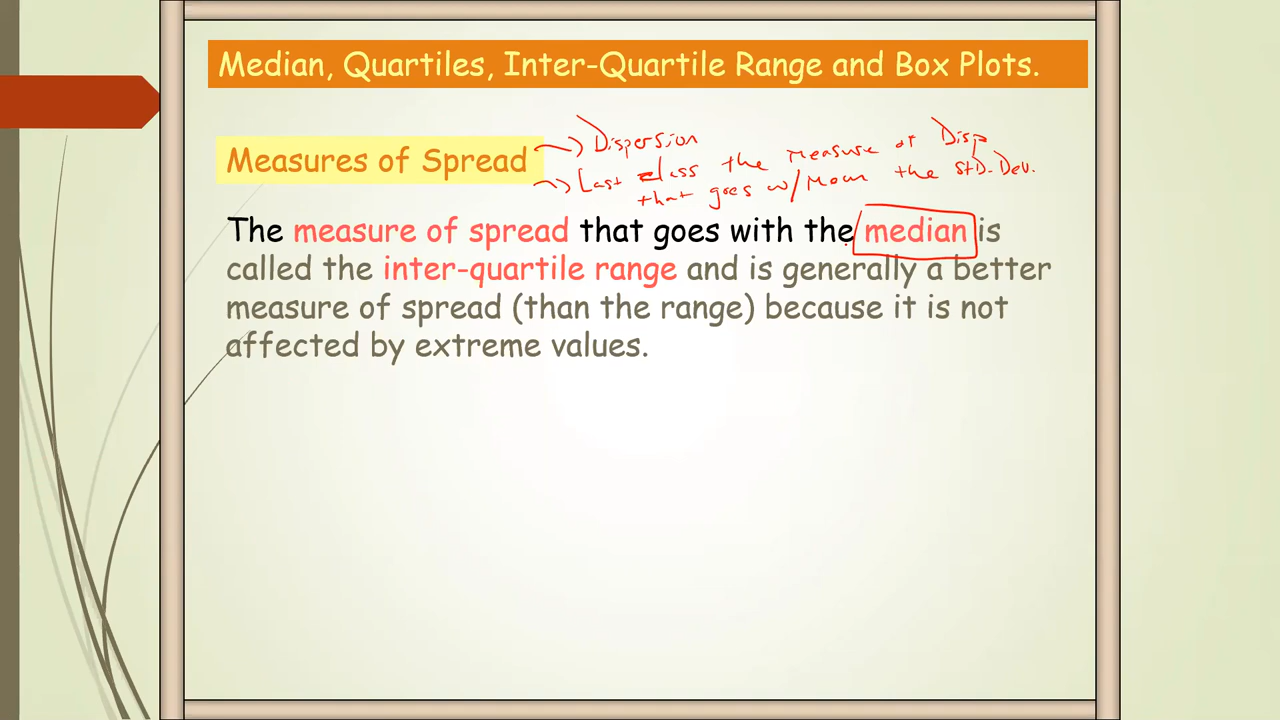 Median, Quartiles, Inter-Quartile Range and Box Plots.
Measures of Spread
Dispersion
Last class the measure of Disp
that goes w/ Mean the StD. Dev.
The measure of spread that goes with the median is
called the inter-quartile range and is generally a better
measure of spread (than the range) because it is not
affected by extreme values.